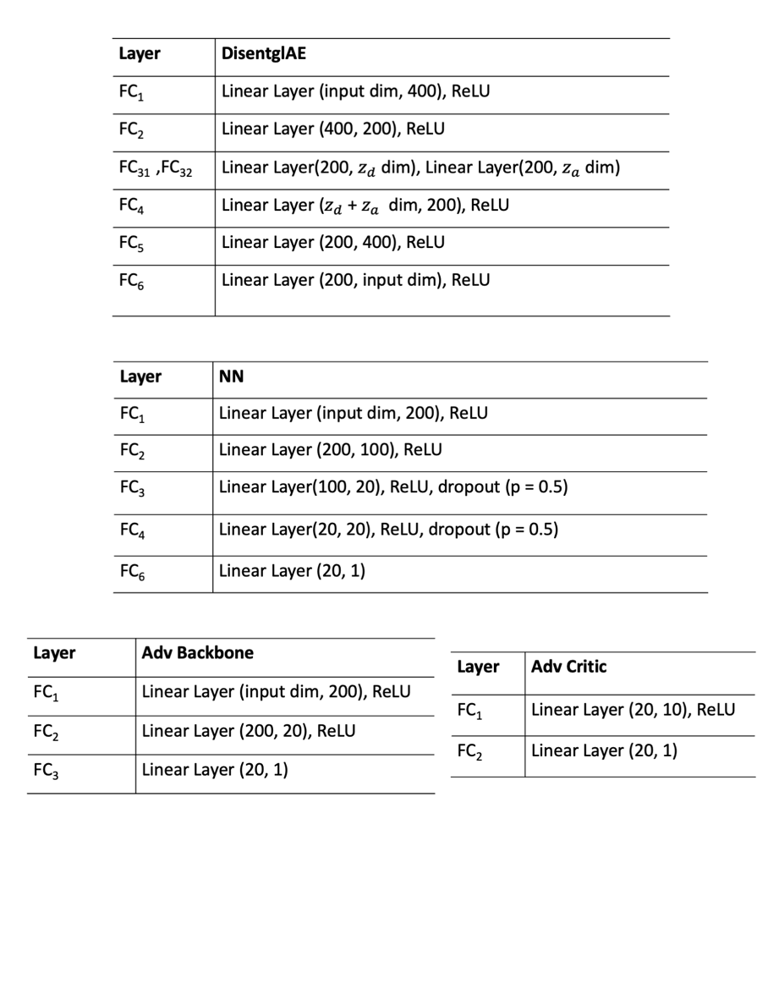 Layer DisentglAE
FC₁ Linear Layer (input dim, 400), ReLU
FC₂ Linear Layer (400, 200), ReLU
FC₃₁ ,FC₃₂ Linear Layer(200, z_d dim), Linear Layer(200, z_a dim)
FC₄ Linear Layer (z_d + z_a dim, 200), ReLU
FC₅ Linear Layer (200, 400), ReLU
FC₆ Linear Layer (200, input dim), ReLU
Layer NN
FC₁ Linear Layer (input dim, 200), ReLU
FC₂ Linear Layer (200, 100), ReLU
FC₃ Linear Layer(100, 20), ReLU, dropout (p = 0.5)
FC₄ Linear Layer(20, 20), ReLU, dropout (p = 0.5)
FC₆ Linear Layer (20, 1)
Layer Adv Backbone
FC₁ Linear Layer (input dim, 200), ReLU
FC₂ Linear Layer (200, 20), ReLU
FC₃ Linear Layer (20, 1)
Layer Adv Critic
FC₁ Linear Layer (20, 10), ReLU
FC₂ Linear Layer (20, 1)